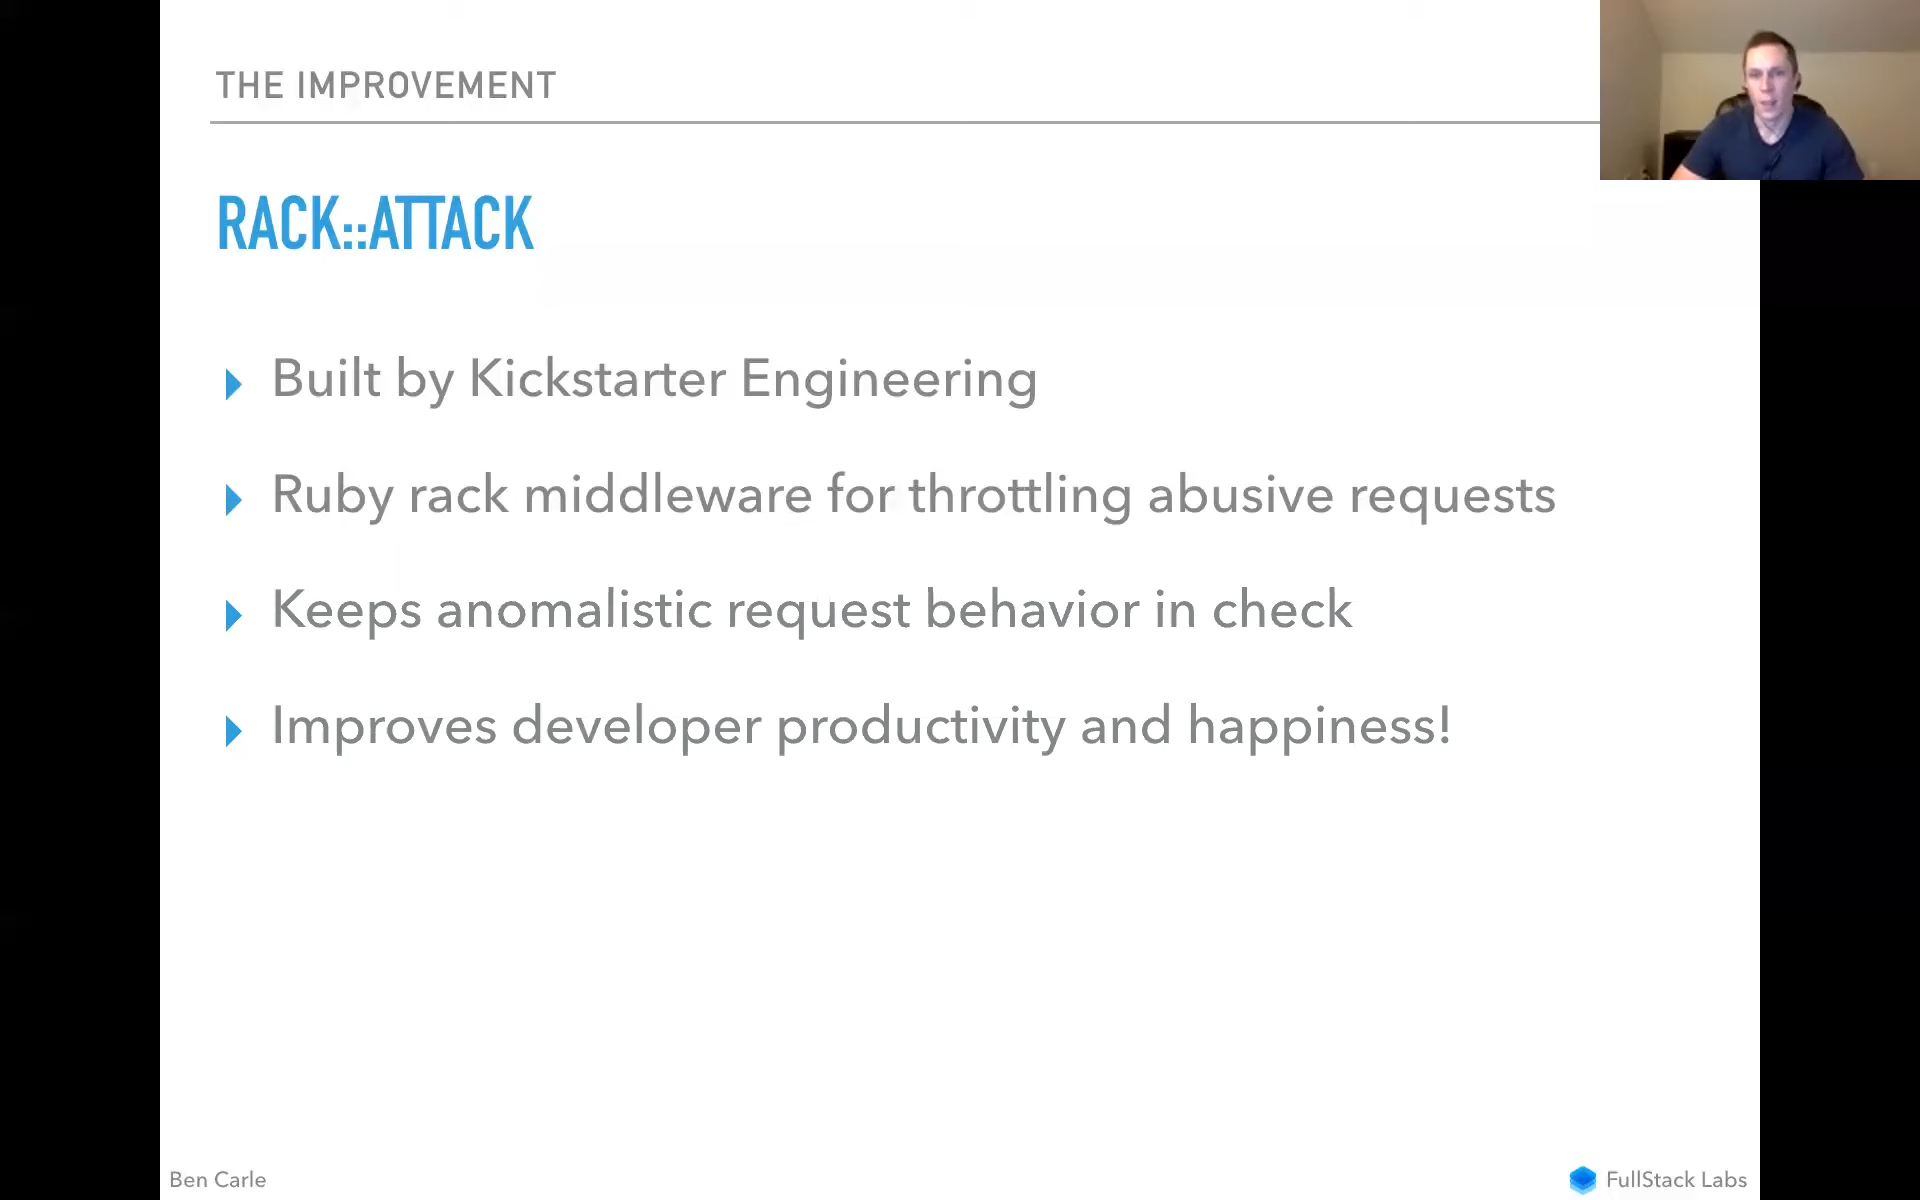 THE IMPROVEMENT
RACK::ATTACK
Built by Kickstarter Engineering
Ruby rack middleware for throttling abusive requests
Keeps anomalistic request behavior in check
Improves developer productivity and happiness!
Ben Carle
FullStack Labs